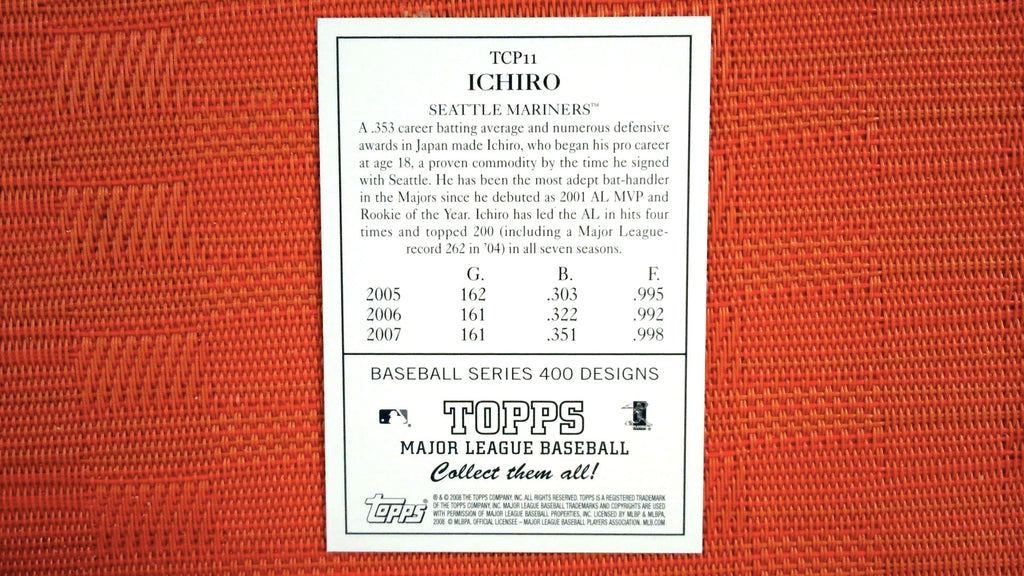 TCP11
ICHIRO
SEATTLE MARINERS™
A .353 career batting average and numerous defensive
awards in Japan made Ichiro, who began his pro career
at age 18, a proven commodity by the time he signed
with Seattle. He has been the most adept bat-handler
in the Majors since he debuted as 2001 AL MVP and
Rookie of the Year. Ichiro has led the AL in hits four
times and topped 200 (including a Major League-
record 262 in '04) in all seven seasons.
G. B. F.
2005 162 .303 .995
2006 161 .322 .992
2007 161 .351 .998
BASEBALL SERIES 400 DESIGNS
TOPPS
MAJOR LEAGUE BASEBALL
Collect them all!
topps®
® & © 2008 THE TOPPS COMPANY, INC. ALL RIGHTS RESERVED. TOPPS IS A REGISTERED TRADEMARK
OF THE TOPPS COMPANY, INC. MAJOR LEAGUE BASEBALL TRADEMARKS AND COPYRIGHTS ARE USED
WITH PERMISSION OF MAJOR LEAGUE BASEBALL PROPERTIES, INC. LICENSED BY MLBP & MLBPA,
2008 © MLBPA. OFFICIAL LICENSEE – MAJOR LEAGUE BASEBALL PLAYERS ASSOCIATION. MLB.COM